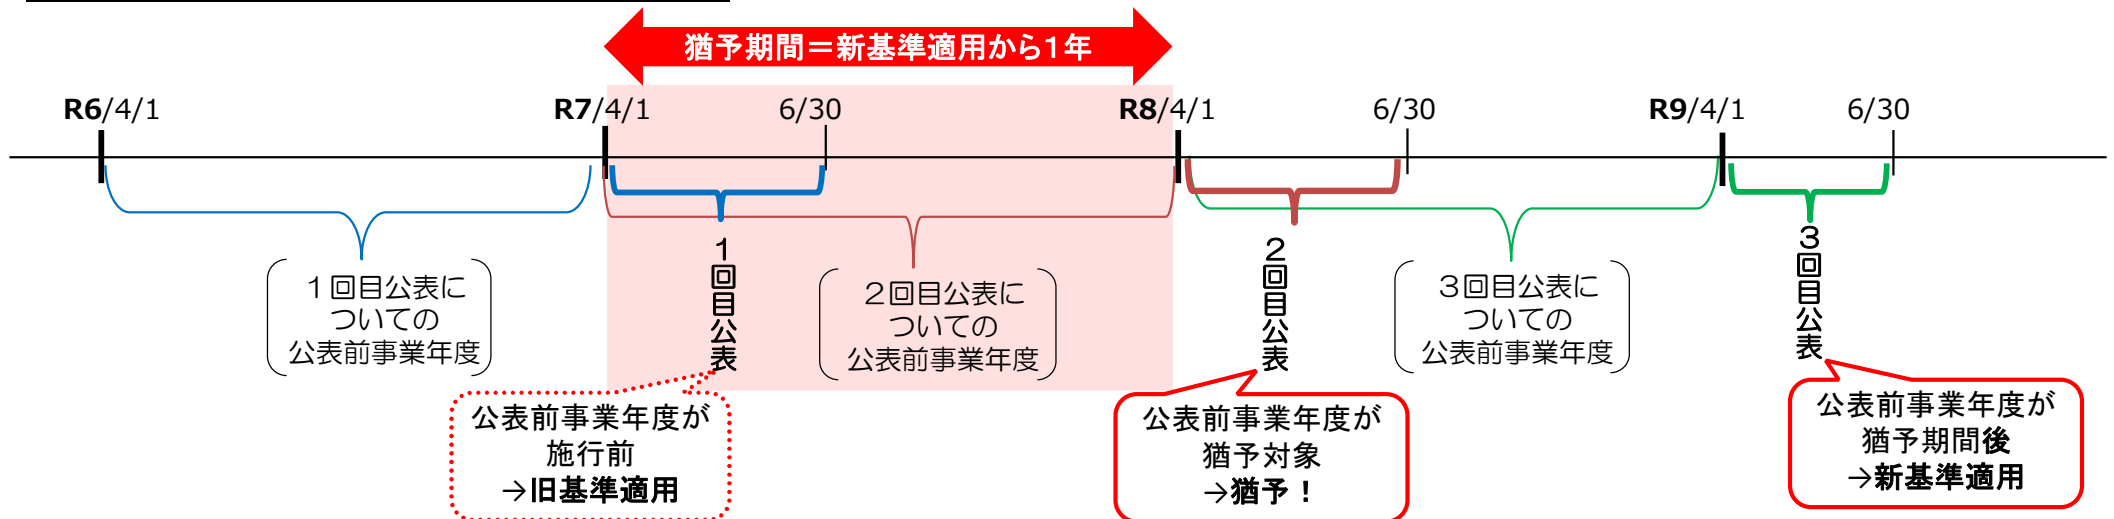 猶予期間＝新基準適用から１年
R6/4/1
R7/4/1
6/30
R8/4/1
6/30
R9/4/1
6/30
１回目公表に
ついての
公表前事業年度
１回目公表
２回目公表に
ついての
公表前事業年度
２回目公表
３回目公表に
ついての
公表前事業年度
３回目公表
公表前事業年度が
施行前
→旧基準適用
公表前事業年度が
猶予対象
→猶予！
公表前事業年度が
猶予期間後
→新基準適用